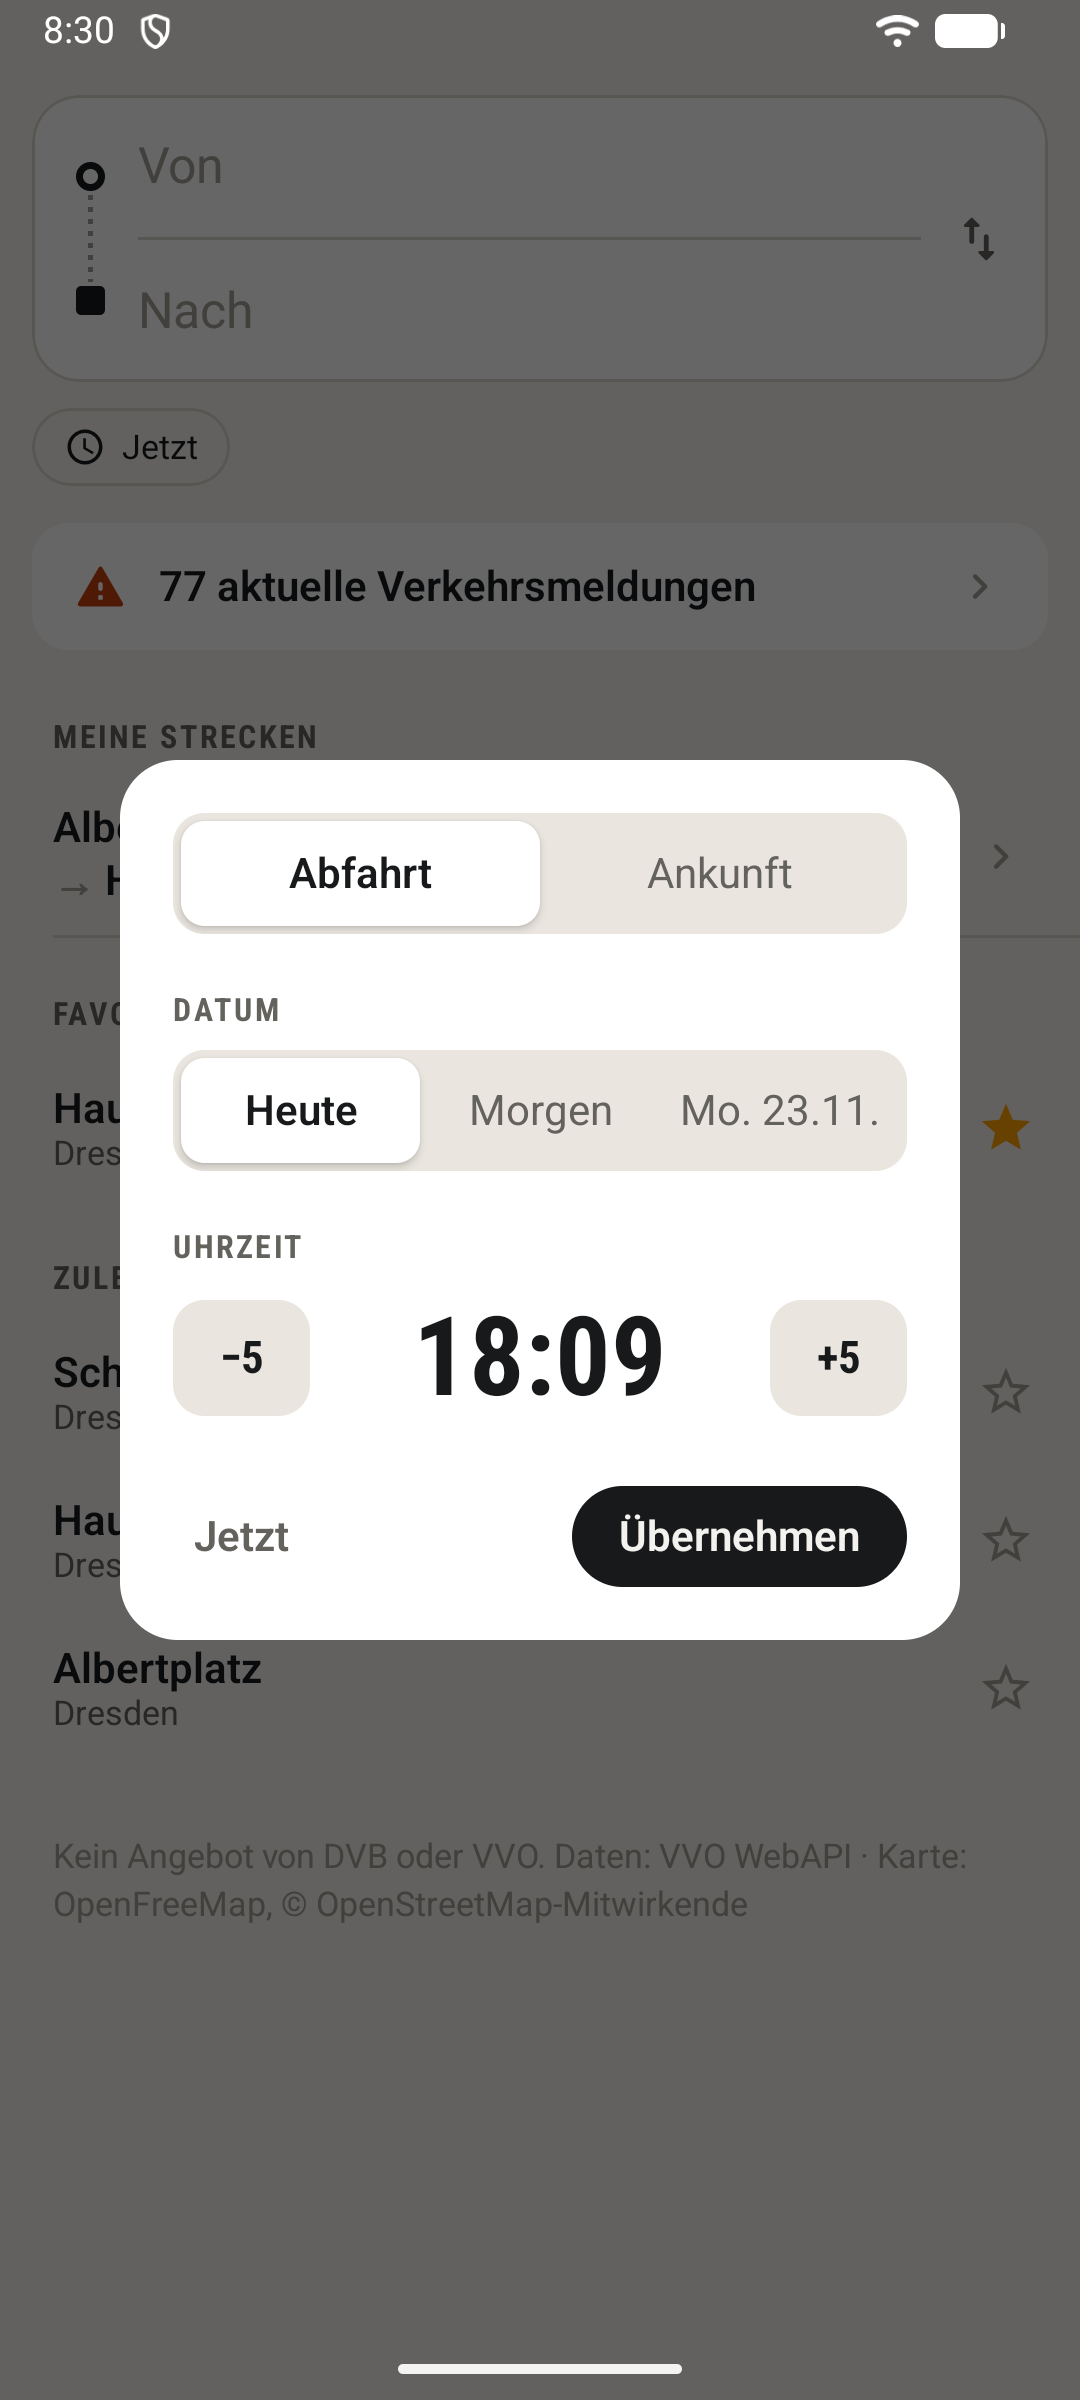 8:30
Von
Nach
Jetzt
77 aktuelle Verkehrsmeldungen
MEINE STRECKEN
Abfahrt
Ankunft
DATUM
Heute
Morgen
Mo. 23.11.
UHRZEIT
−5
18:09
+5
Jetzt
Übernehmen
Albertplatz
Dresden
Kein Angebot von DVB oder VVO. Daten: VVO WebAPI · Karte:
OpenFreeMap, © OpenStreetMap-Mitwirkende